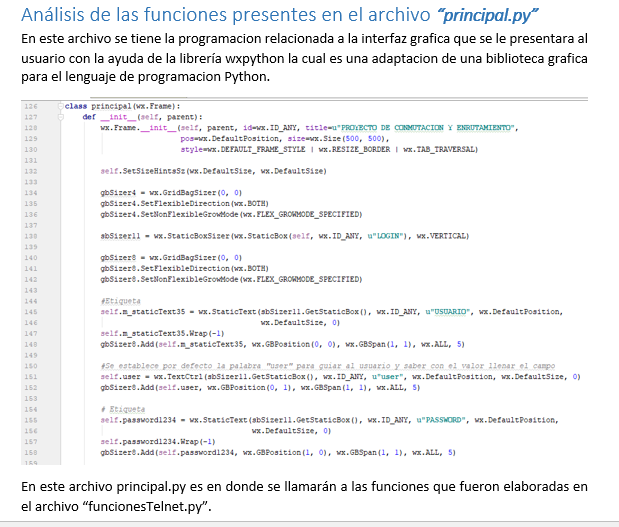 Análisis de las funciones presentes en el archivo “principal.py”
En este archivo se tiene la programacion relacionada a la interfaz grafica que se le presentara al
usuario con la ayuda de la librería wxpython la cual es una adaptacion de una biblioteca grafica
para el lenguaje de programacion Python.
126 class principal(wx.Frame):
127 def __init__(self, parent):
128 wx.Frame.__init__(self, parent, id=wx.ID_ANY, title=u"PROYECTO DE CONMUTACION Y ENRUTAMIENTO",
129 pos=wx.DefaultPosition, size=wx.Size(500, 500),
130 style=wx.DEFAULT_FRAME_STYLE | wx.RESIZE_BORDER | wx.TAB_TRAVERSAL)
131
132 self.SetSizeHintsSz(wx.DefaultSize, wx.DefaultSize)
133
134 gbSizer4 = wx.GridBagSizer(0, 0)
135 gbSizer4.SetFlexibleDirection(wx.BOTH)
136 gbSizer4.SetNonFlexibleGrowMode(wx.FLEX_GROWMODE_SPECIFIED)
137
138 sbSizer11 = wx.StaticBoxSizer(wx.StaticBox(self, wx.ID_ANY, u"LOGIN"), wx.VERTICAL)
139
140 gbSizer8 = wx.GridBagSizer(0, 0)
141 gbSizer8.SetFlexibleDirection(wx.BOTH)
142 gbSizer8.SetNonFlexibleGrowMode(wx.FLEX_GROWMODE_SPECIFIED)
143
144 #Etiqueta
145 self.m_staticText35 = wx.StaticText(sbSizer11.GetStaticBox(), wx.ID_ANY, u"USUARIO", wx.DefaultPosition,
146 wx.DefaultSize, 0)
147 self.m_staticText35.Wrap(-1)
148 gbSizer8.Add(self.m_staticText35, wx.GBPosition(0, 0), wx.GBSpan(1, 1), wx.ALL, 5)
149
150 #Se establece por defecto la palabra "user" para guiar al usuario y saber con el valor llenar el campo
151 self.user = wx.TextCtrl(sbSizer11.GetStaticBox(), wx.ID_ANY, u"user", wx.DefaultPosition, wx.DefaultSize, 0)
152 gbSizer8.Add(self.user, wx.GBPosition(0, 1), wx.GBSpan(1, 1), wx.ALL, 5)
153
154 # Etiqueta
155 self.password1234 = wx.StaticText(sbSizer11.GetStaticBox(), wx.ID_ANY, u"PASSWORD", wx.DefaultPosition,
156 wx.DefaultSize, 0)
157 self.password1234.Wrap(-1)
158 gbSizer8.Add(self.password1234, wx.GBPosition(1, 0), wx.GBSpan(1, 1), wx.ALL, 5)
159
En este archivo principal.py es en donde se llamarán a las funciones que fueron elaboradas en
el archivo “funcionesTelnet.py”.